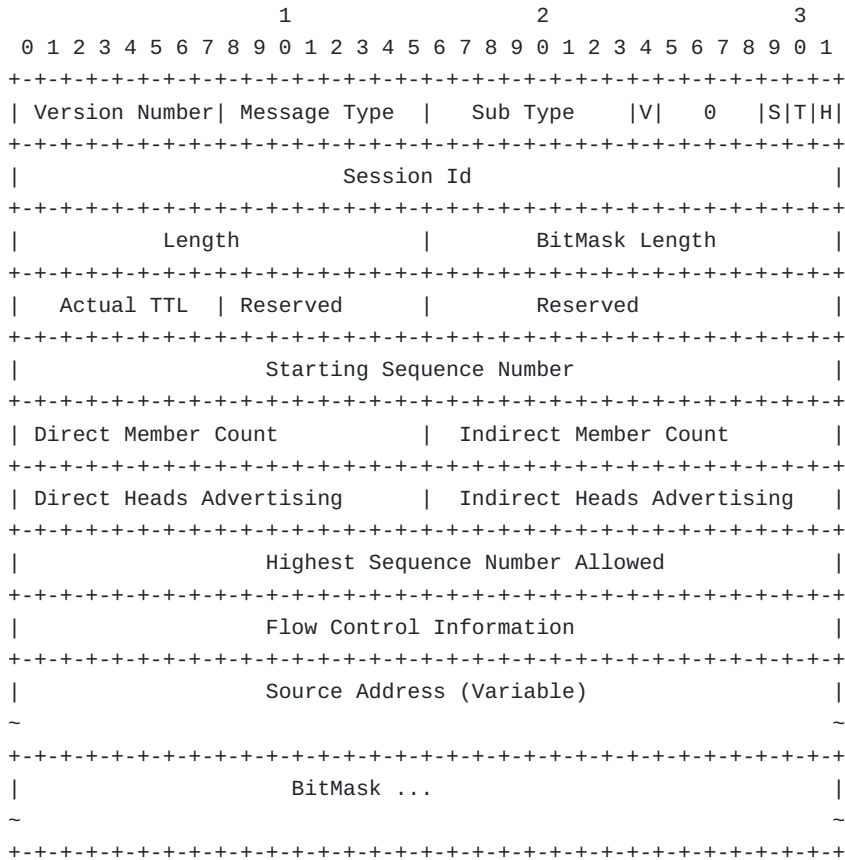 1                   2                   3
 0 1 2 3 4 5 6 7 8 9 0 1 2 3 4 5 6 7 8 9 0 1 2 3 4 5 6 7 8 9 0 1
+-+-+-+-+-+-+-+-+-+-+-+-+-+-+-+-+-+-+-+-+-+-+-+-+-+-+-+-+-+-+-+-+
| Version Number| Message Type  |   Sub Type    |V|   0   |S|T|H|
+-+-+-+-+-+-+-+-+-+-+-+-+-+-+-+-+-+-+-+-+-+-+-+-+-+-+-+-+-+-+-+-+
|                         Session Id                            |
+-+-+-+-+-+-+-+-+-+-+-+-+-+-+-+-+-+-+-+-+-+-+-+-+-+-+-+-+-+-+-+-+
|           Length              |        BitMask Length         |
+-+-+-+-+-+-+-+-+-+-+-+-+-+-+-+-+-+-+-+-+-+-+-+-+-+-+-+-+-+-+-+-+
|   Actual TTL  | Reserved      |        Reserved               |
+-+-+-+-+-+-+-+-+-+-+-+-+-+-+-+-+-+-+-+-+-+-+-+-+-+-+-+-+-+-+-+-+
|                   Starting Sequence Number                    |
+-+-+-+-+-+-+-+-+-+-+-+-+-+-+-+-+-+-+-+-+-+-+-+-+-+-+-+-+-+-+-+-+
| Direct Member Count           |  Indirect Member Count        |
+-+-+-+-+-+-+-+-+-+-+-+-+-+-+-+-+-+-+-+-+-+-+-+-+-+-+-+-+-+-+-+-+
| Direct Heads Advertising      |  Indirect Heads Advertising   |
+-+-+-+-+-+-+-+-+-+-+-+-+-+-+-+-+-+-+-+-+-+-+-+-+-+-+-+-+-+-+-+-+
|                   Highest Sequence Number Allowed             |
+-+-+-+-+-+-+-+-+-+-+-+-+-+-+-+-+-+-+-+-+-+-+-+-+-+-+-+-+-+-+-+-+
|                   Flow Control Information                    |
+-+-+-+-+-+-+-+-+-+-+-+-+-+-+-+-+-+-+-+-+-+-+-+-+-+-+-+-+-+-+-+-+
|                   Source Address (Variable)                   |
~                                                               ~
+-+-+-+-+-+-+-+-+-+-+-+-+-+-+-+-+-+-+-+-+-+-+-+-+-+-+-+-+-+-+-+-+
|                     BitMask ...                               |
~                                                               ~
+-+-+-+-+-+-+-+-+-+-+-+-+-+-+-+-+-+-+-+-+-+-+-+-+-+-+-+-+-+-+-+-+